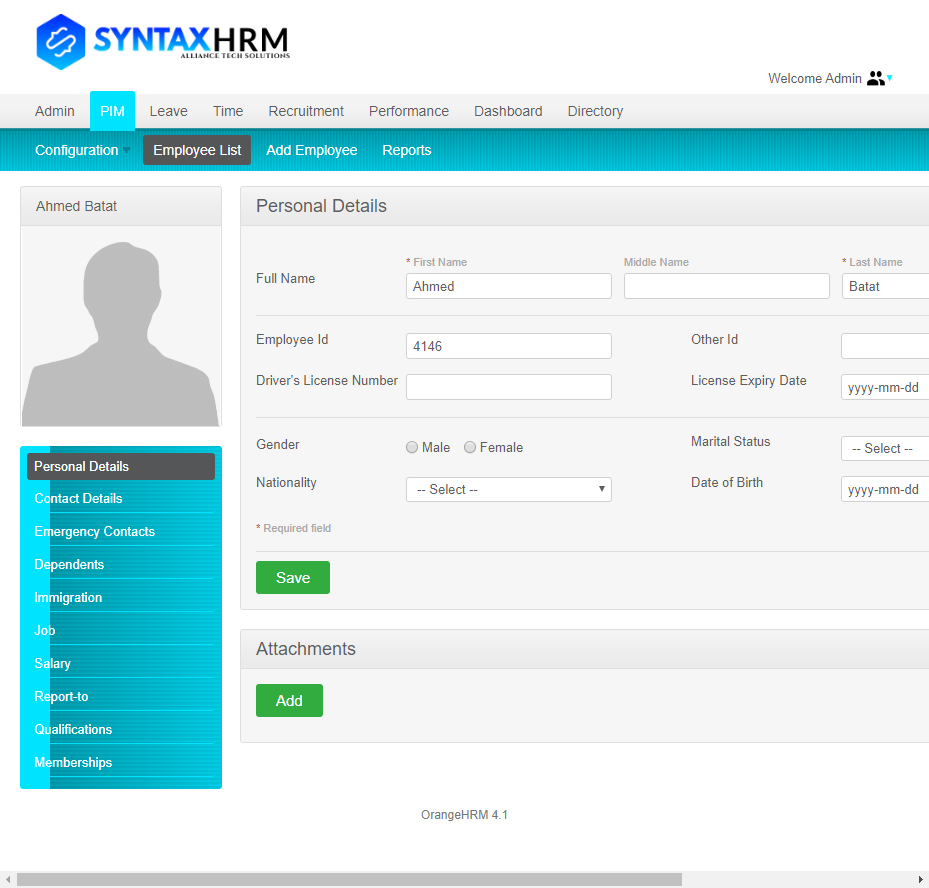 SYNTAXHRM
ALLIANCE TECH SOLUTIONS
Welcome Admin
Admin PIM Leave Time Recruitment Performance Dashboard Directory
Configuration Employee List Add Employee Reports
Ahmed Batat
Personal Details
* First Name Middle Name * Last Name
Full Name Ahmed Batat
Employee Id 4146 Other Id
Driver's License Number License Expiry Date yyyy-mm-dd
Gender Male Female Marital Status -- Select --
Nationality -- Select -- Date of Birth yyyy-mm-dd
* Required field
Save
Personal Details
Contact Details
Emergency Contacts
Dependents
Immigration
Job
Salary
Report-to
Qualifications
Memberships
Attachments
Add
OrangeHRM 4.1